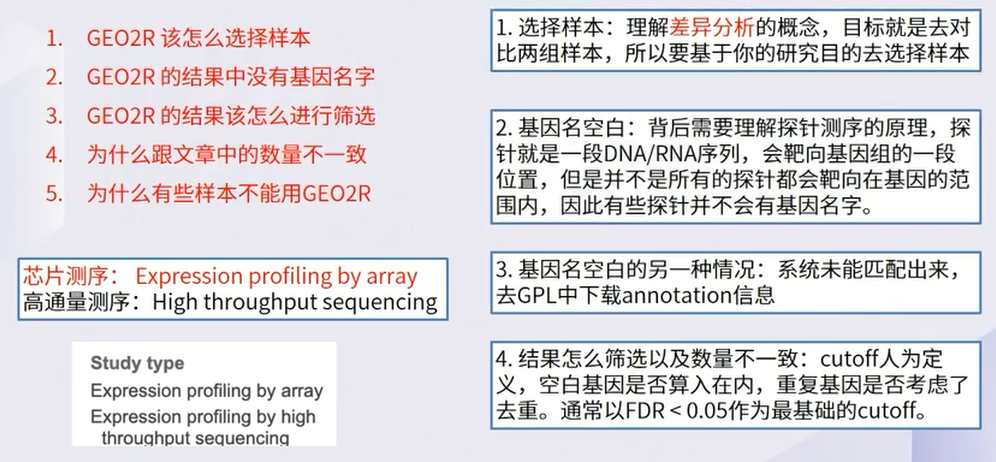 1. GEO2R 该怎么选择样本
2. GEO2R 的结果中没有基因名字
3. GEO2R 的结果该怎么进行筛选
4. 为什么跟文章中的数量不一致
5. 为什么有些样本不能用GEO2R
芯片测序： Expression profiling by array
高通量测序：High throughput sequencing
Study type
Expression profiling by array
Expression profiling by high
throughput sequencing
1. 选择样本：理解差异分析的概念，目标就是去对
比两组样本，所以要基于你的研究目的去选择样本
2. 基因名空白：背后需要理解探针测序的原理，探
针就是一段DNA/RNA序列，会靶向基因组的一段
位置，但是并不是所有的探针都会靶向在基因的范
围内，因此有些探针并不会有基因名字。
3. 基因名空白的另一种情况：系统未能匹配出来，
去GPL中下载annotation信息
4. 结果怎么筛选以及数量不一致：cutoff人为定
义，空白基因是否算入在内，重复基因是否考虑了
去重。通常以FDR < 0.05作为最基础的cutoff。